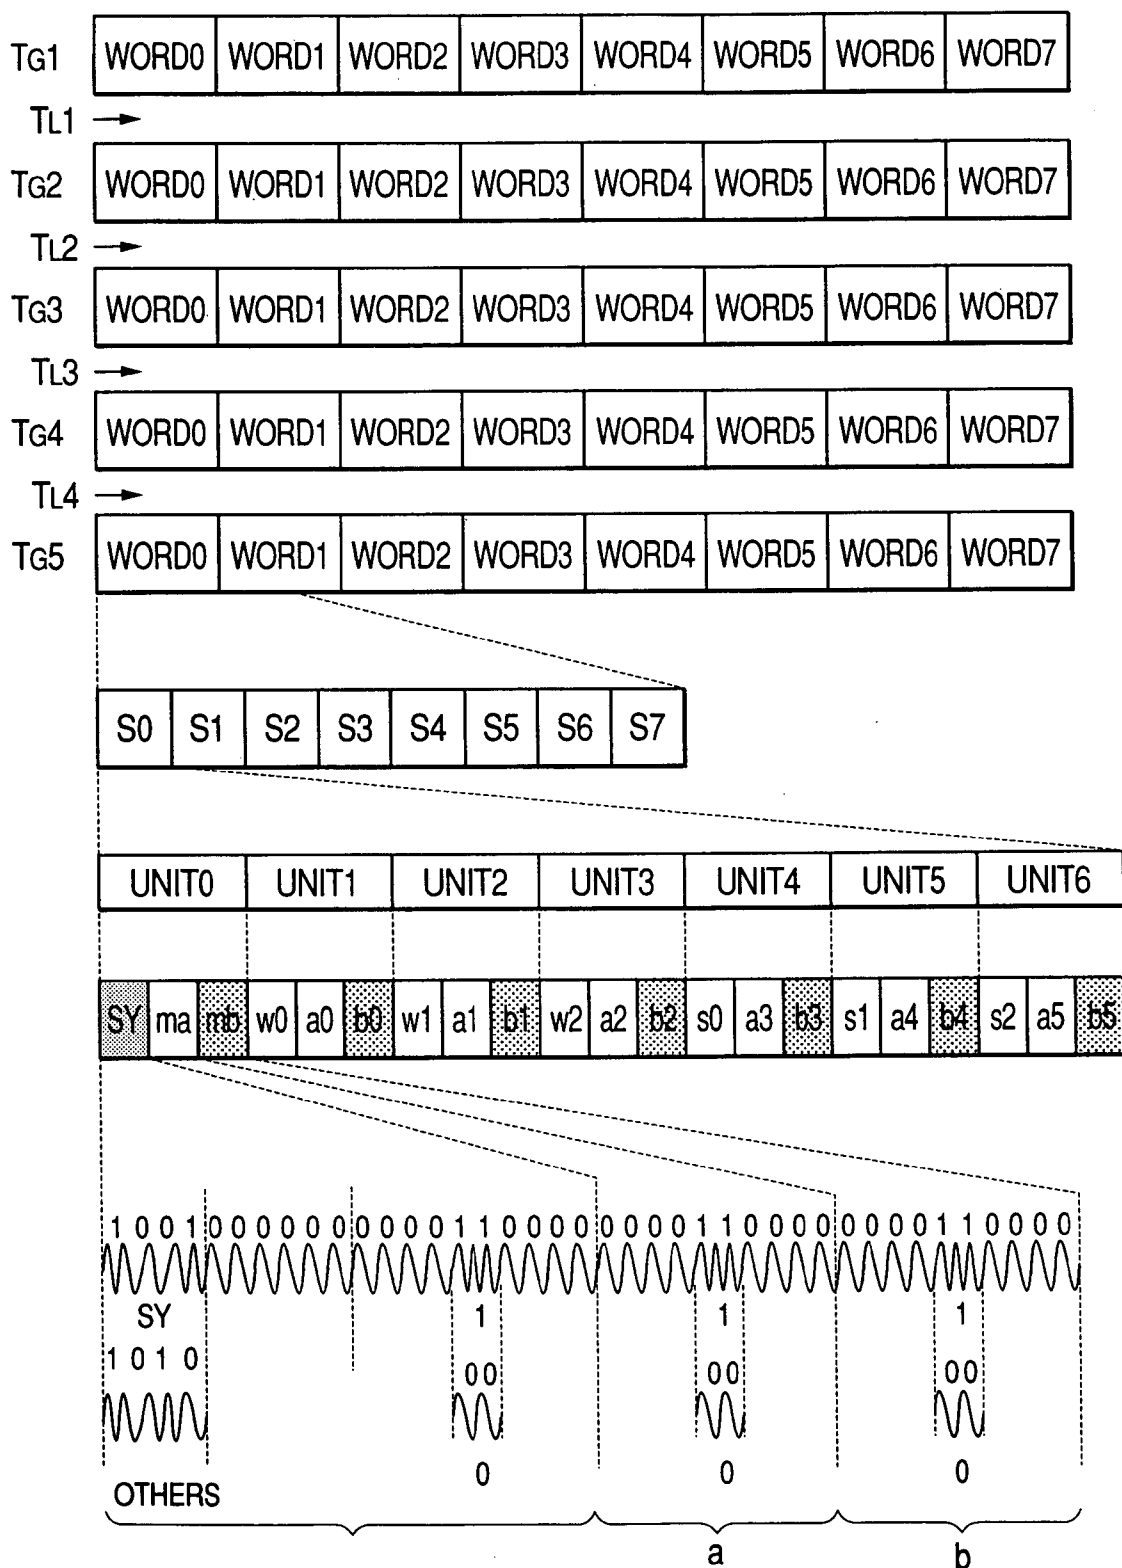 TG1 WORD0 WORD1 WORD2 WORD3 WORD4 WORD5 WORD6 WORD7
TL1
TG2 WORD0 WORD1 WORD2 WORD3 WORD4 WORD5 WORD6 WORD7
TL2
TG3 WORD0 WORD1 WORD2 WORD3 WORD4 WORD5 WORD6 WORD7
TL3
TG4 WORD0 WORD1 WORD2 WORD3 WORD4 WORD5 WORD6 WORD7
TL4
TG5 WORD0 WORD1 WORD2 WORD3 WORD4 WORD5 WORD6 WORD7
S0 S1 S2 S3 S4 S5 S6 S7
UNIT0 UNIT1 UNIT2 UNIT3 UNIT4 UNIT5 UNIT6
SY ma mb w0 a0 b0 w1 a1 b1 w2 a2 b2 s0 a3 b3 s1 a4 b4 s2 a5 b5
1 0 0 1 0 0 0 0 0 0 0 0 0 0 1 1 0 0 0 0 0 0 0 0 1 1 0 0 0 0 0 0 0 0 1 1 0 0 0 0
SY 1 1 1
1 0 1 0 00 00 00
0 0 0
OTHERS
a b